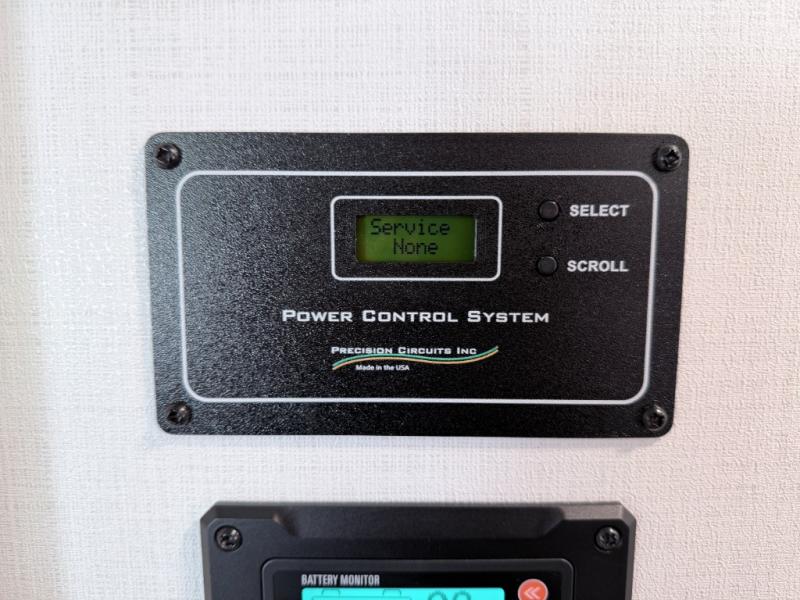 Service
None
SELECT
SCROLL
POWER CONTROL SYSTEM
PRECISION CIRCUITS INC
Made in the USA
BATTERY MONITOR